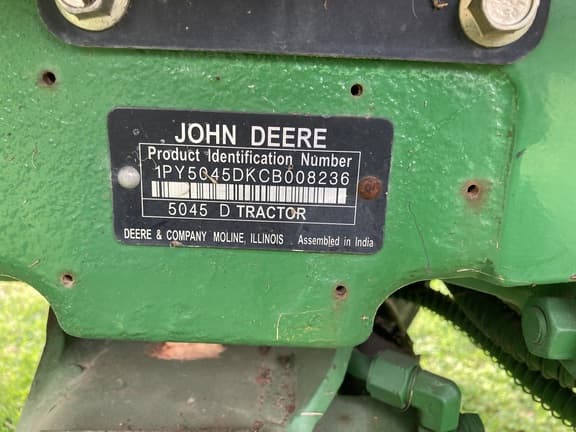 JOHN DEERE
Product Identification Number
1PY5045DKCB008236
5045 D TRACTOR
DEERE & COMPANY MOLINE, ILLINOIS Assembled in India